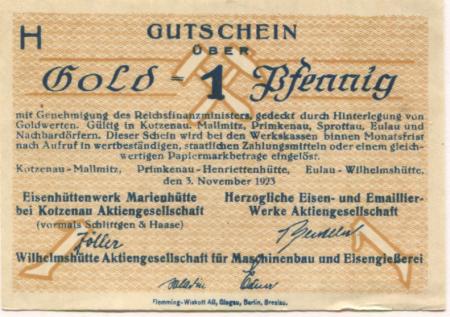 H
GUTSCHEIN
ÜBER
Gold = 1 Pfennig
mit Genehmigung des Reichsfinanzministers, gedeckt durch Hinterlegung von
Goldwerten. Gültig in Kotzenau, Mallmitz, Primkenau, Sprottau, Eulau und
Nachbardörfern. Dieser Schein wird bei den Werkskassen binnen Monatsfrist
nach Aufruf in wertbeständigen, staatlichen Zahlungsmitteln oder einem gleich-
wertigen Papiermarkbetrage eingelöst.
Kotzenau-Mallmitz, Primkenau-Henriettenhütte, Eulau-Wilhelmshütte,
den 3. November 1923
Eisenhüttenwerk Marienhütte
bei Kotzenau Aktiengesellschaft
(vormals Schlittgen & Haase)
Herzogliche Eisen- und Emaillier-
Werke Aktiengesellschaft
Zöller
Wilhelmshütte Aktiengesellschaft für Maschinenbau und Eisengießerei
Flemming-Wiskott AG, Glogau, Berlin, Breslau.